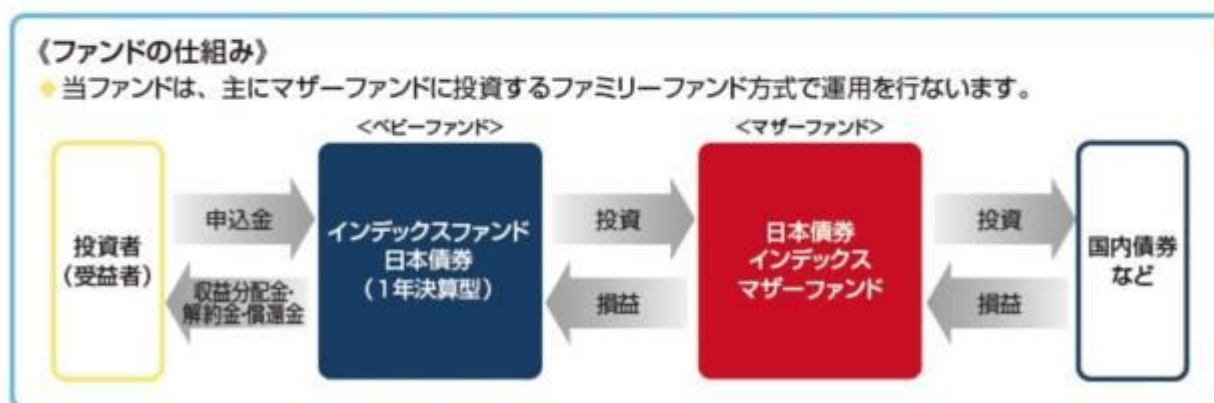 《ファンドの仕組み》
●当ファンドは、主にマザーファンドに投資するファミリーファンド方式で運用を行ないます。
<ベビーファンド>
<マザーファンド>
投資者
(受益者)
申込金
収益分配金・
解約金・償還金
インデックスファンド
日本債券
(1年決算型)
投資
損益
日本債券
インデックス
マザーファンド
投資
損益
国内債券
など